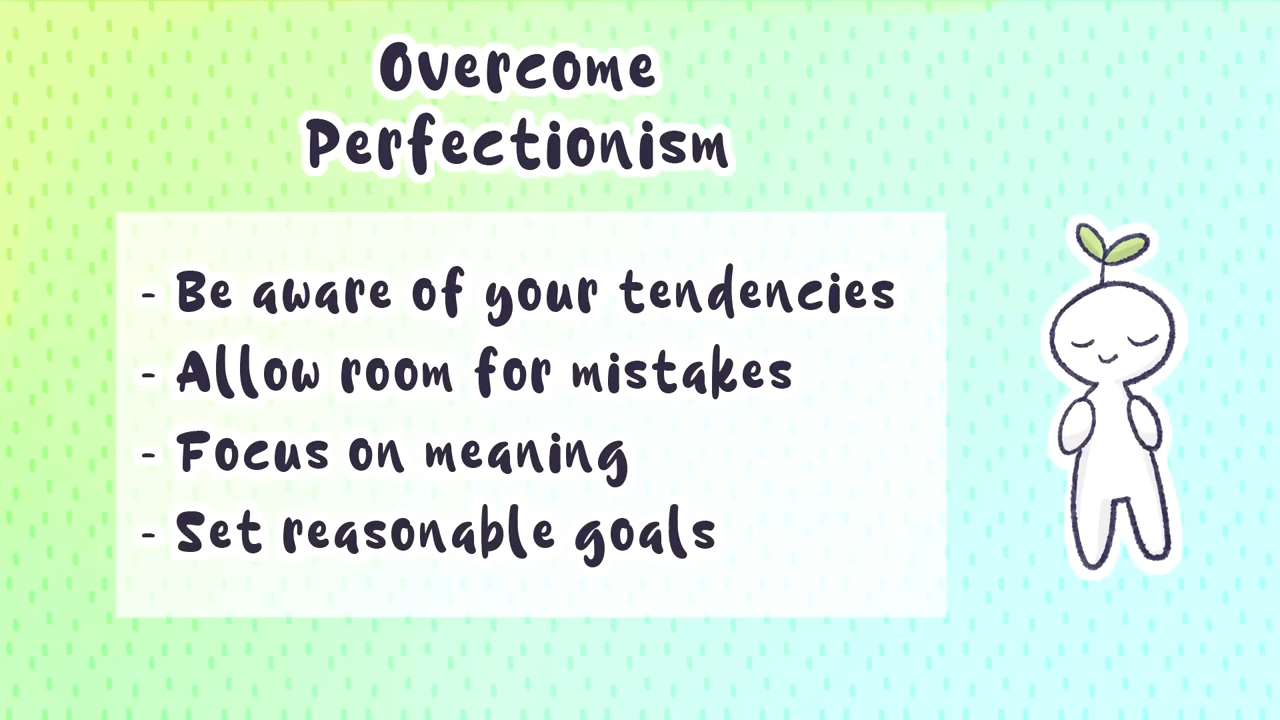 Overcome
Perfectionism
- Be aware of your tendencies
- Allow room for mistakes
- Focus on meaning
- Set reasonable goals